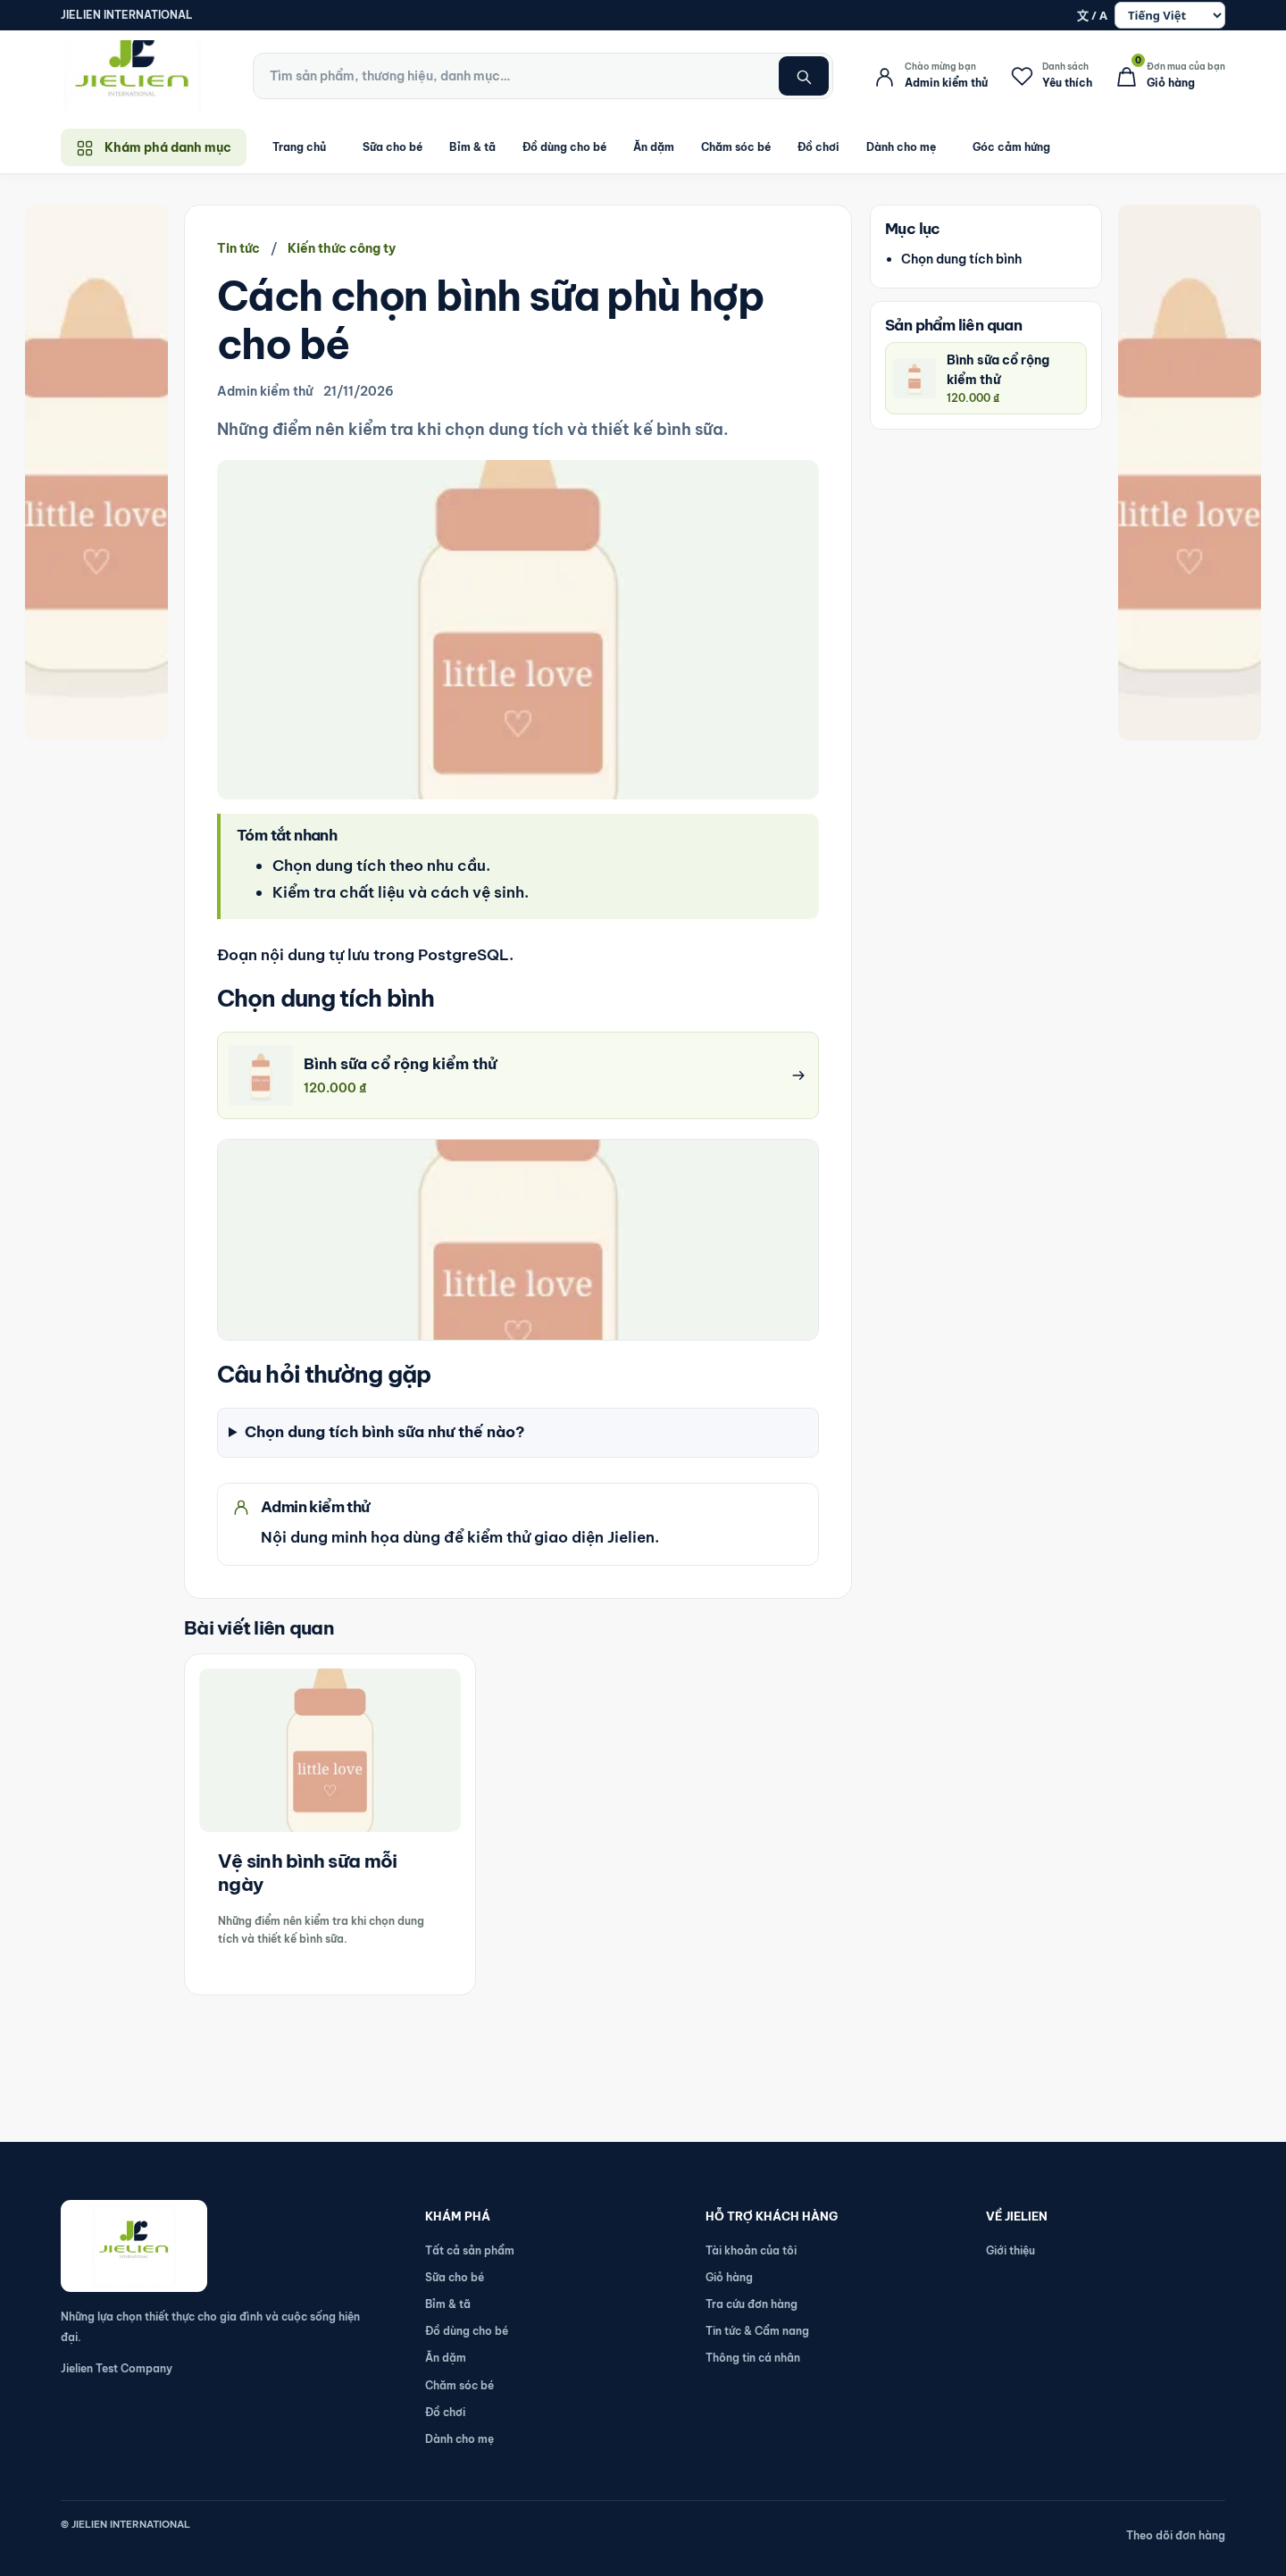 JIELIEN INTERNATIONAL
文 / A
Tiếng Việt
JIELIEN
INTERNATIONAL
Tìm sản phẩm, thương hiệu, danh mục...
Chào mừng bạn
Admin kiểm thử
Danh sách
Yêu thích
0
Đơn mua của bạn
Giỏ hàng
Khám phá danh mục
Trang chủ
Sữa cho bé
Bỉm & tã
Đồ dùng cho bé
Ăn dặm
Chăm sóc bé
Đồ chơi
Dành cho mẹ
Góc cảm hứng
little love
Tin tức / Kiến thức công ty
Cách chọn bình sữa phù hợp
cho bé
Admin kiểm thử 21/11/2026
Những điểm nên kiểm tra khi chọn dung tích và thiết kế bình sữa.
little love
Tóm tắt nhanh
• Chọn dung tích theo nhu cầu.
• Kiểm tra chất liệu và cách vệ sinh.
Đoạn nội dung tự lưu trong PostgreSQL.
Chọn dung tích bình
Bình sữa cổ rộng kiểm thử
120.000 ₫
little love
Câu hỏi thường gặp
Chọn dung tích bình sữa như thế nào?
Admin kiểm thử
Nội dung minh họa dùng để kiểm thử giao diện Jielien.
Mục lục
• Chọn dung tích bình
Sản phẩm liên quan
Bình sữa cổ rộng
kiểm thử
120.000 ₫
little love
Bài viết liên quan
little love
Vệ sinh bình sữa mỗi
ngày
Những điểm nên kiểm tra khi chọn dung
tích và thiết kế bình sữa.
JIELIEN
INTERNATIONAL
Những lựa chọn thiết thực cho gia đình và cuộc sống hiện
đại.
Jielien Test Company
KHÁM PHÁ
Tất cả sản phẩm
Sữa cho bé
Bỉm & tã
Đồ dùng cho bé
Ăn dặm
Chăm sóc bé
Đồ chơi
Dành cho mẹ
HỖ TRỢ KHÁCH HÀNG
Tài khoản của tôi
Giỏ hàng
Tra cứu đơn hàng
Tin tức & Cẩm nang
Thông tin cá nhân
VỀ JIELIEN
Giới thiệu
© JIELIEN INTERNATIONAL
Theo dõi đơn hàng